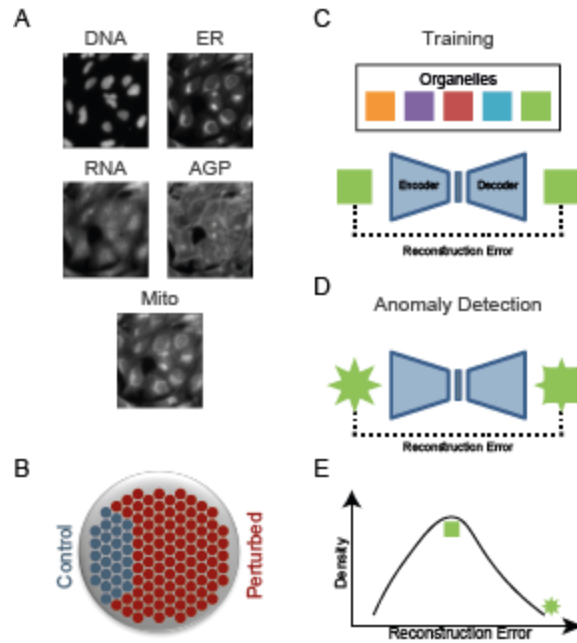 A
DNA
ER
RNA
AGP
Mito
B
Control
Perturbed
C
Training
Organelles
Encoder
Decoder
Reconstruction Error
D
Anomaly Detection
Reconstruction Error
E
Density
Reconstruction Error